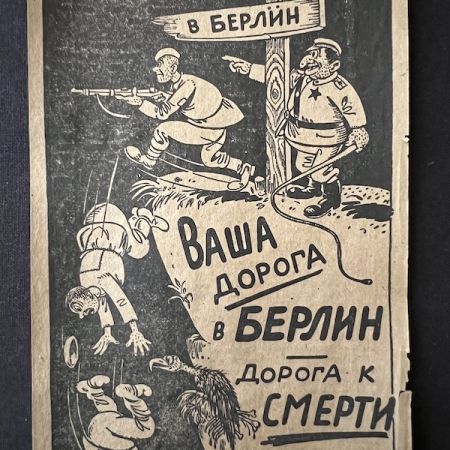 В БЕРЛИН
ВАША
ДОРОГА
в БЕРЛИН
—
ДОРОГА К
СМЕРТИ